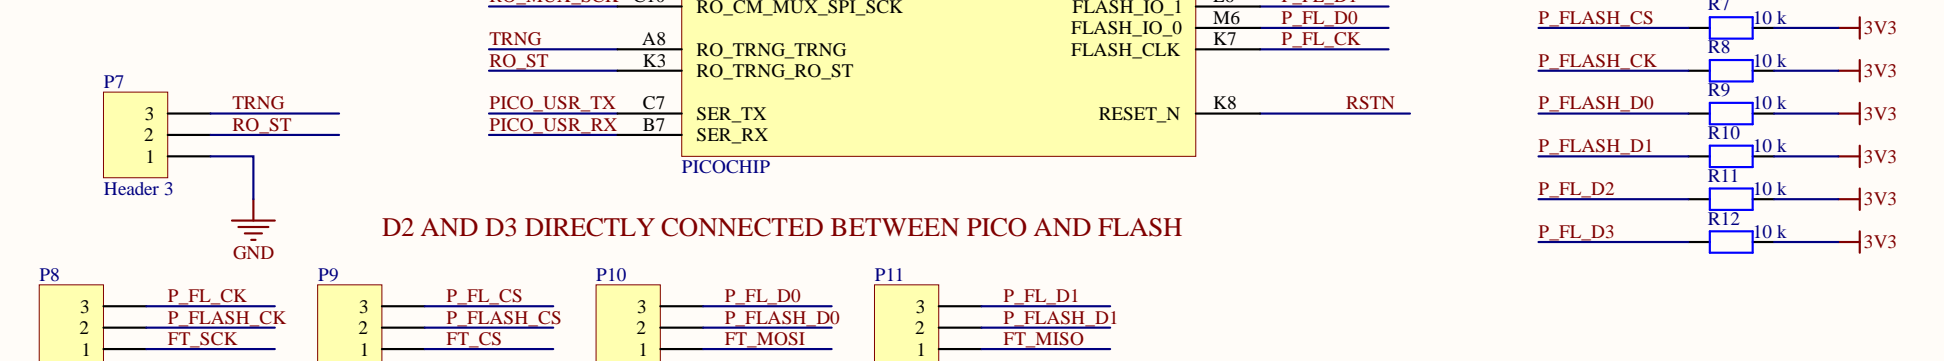 RO_CM_MUX_SPI_SCK
FLASH_IO_1
M6 P_FL_D0
FLASH_IO_0
K7 P_FL_CK
FLASH_CLK
TRNG A8
RO_TRNG_TRNG
RO_ST K3
RO_TRNG_RO_ST
PICO_USR_TX C7
SER_TX
PICO_USR_RX B7
SER_RX
K8 RSTN
RESET_N
PICOCHIP
P7
3 TRNG
2 RO_ST
1
Header 3
GND
R7
P_FLASH_CS 10 k 3V3
R8
P_FLASH_CK 10 k 3V3
R9
P_FLASH_D0 10 k 3V3
R10
P_FLASH_D1 10 k 3V3
R11
P_FL_D2 10 k 3V3
R12
P_FL_D3 10 k 3V3
D2 AND D3 DIRECTLY CONNECTED BETWEEN PICO AND FLASH
P8
3 P_FL_CK
2 P_FLASH_CK
1 FT_SCK
P9
3 P_FL_CS
2 P_FLASH_CS
1 FT_CS
P10
3 P_FL_D0
2 P_FLASH_D0
1 FT_MOSI
P11
3 P_FL_D1
2 P_FLASH_D1
1 FT_MISO